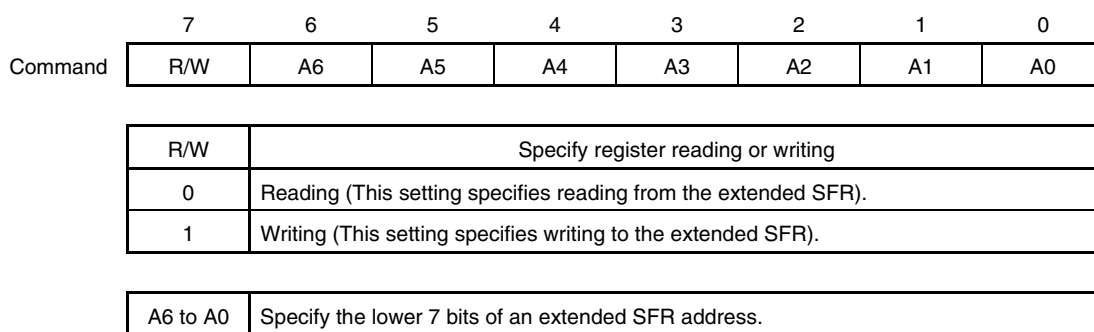 7 6 5 4 3 2 1 0
Command R/W A6 A5 A4 A3 A2 A1 A0
R/W Specify register reading or writing
0 Reading (This setting specifies reading from the extended SFR).
1 Writing (This setting specifies writing to the extended SFR).
A6 to A0 Specify the lower 7 bits of an extended SFR address.